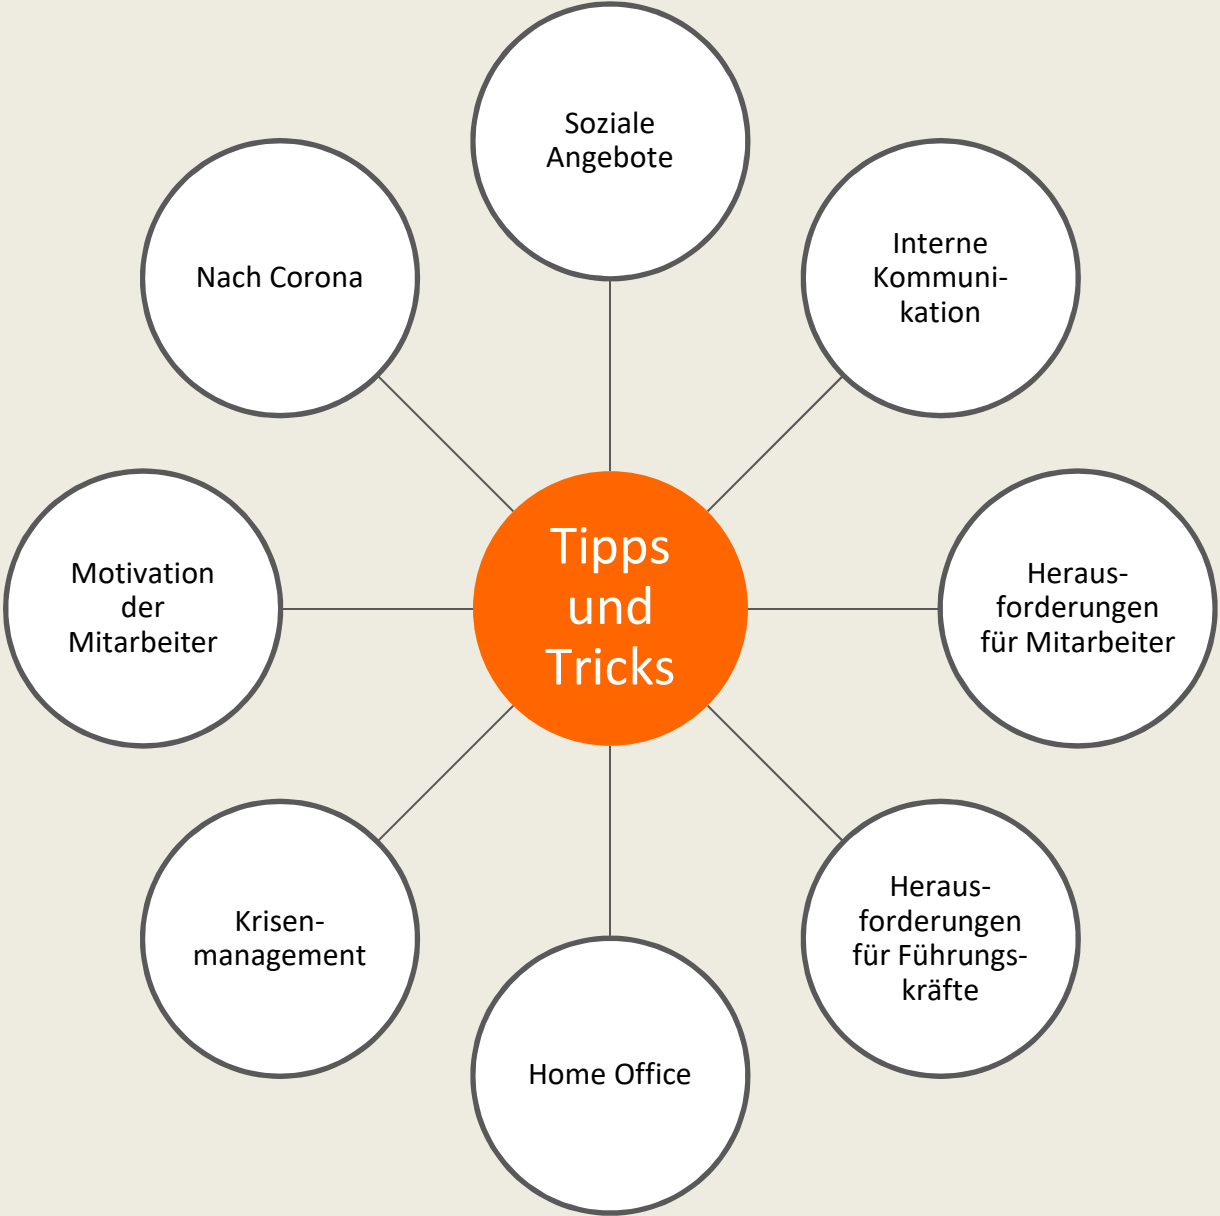 Soziale
Angebote
Interne
Kommuni-
kation
Heraus-
forderungen
für Mitarbeiter
Heraus-
forderungen
für Führungs-
kräfte
Home Office
Krisen-
management
Motivation
der
Mitarbeiter
Nach Corona
Tipps
und
Tricks